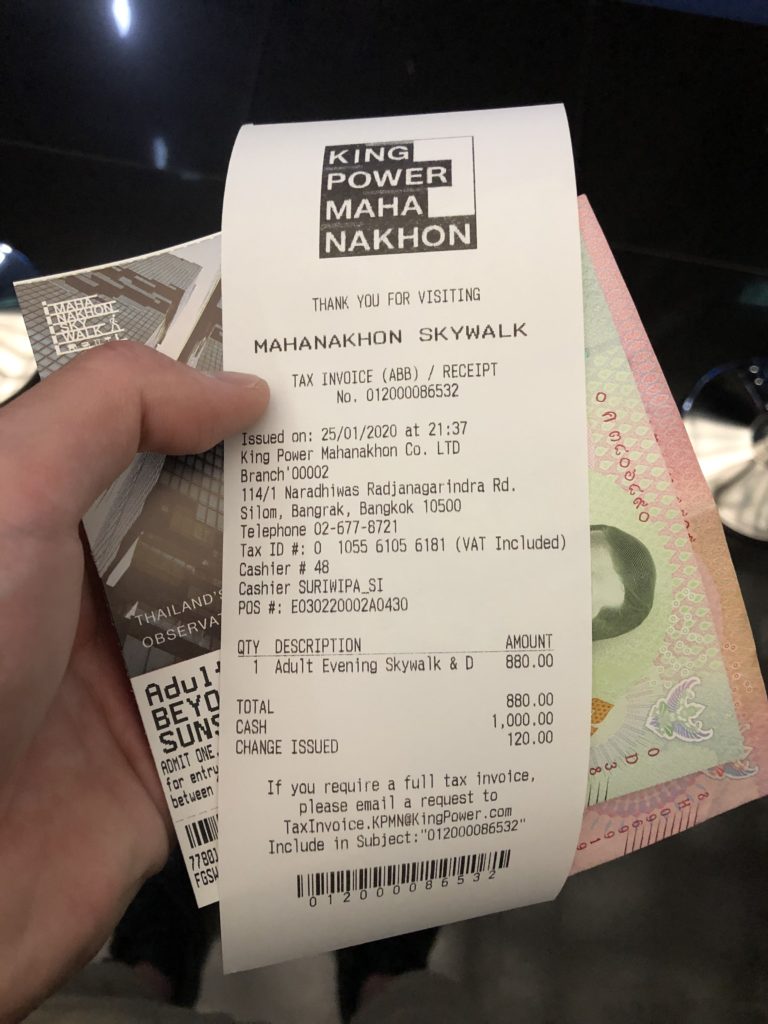 KING
POWER
MAHA
NAKHON
THANK YOU FOR VISITING
MAHANAKHON SKYWALK
TAX INVOICE (ABB) / RECEIPT
No. 012000086532
Issued on: 25/01/2020 at 21:37
King Power Mahanakhon Co. LTD
Branch'00002
114/1 Naradhiwas Radjanagarindra Rd.
Silom, Bangrak, Bangkok 10500
Telephone 02-677-8721
Tax ID #: 0 1055 6105 6181 (VAT Included)
Cashier # 48
Cashier SURIWIPA_SI
POS #: E030220002A0430
QTY DESCRIPTION AMOUNT
1 Adult Evening Skywalk & D 880.00
TOTAL 880.00
CASH 1,000.00
CHANGE ISSUED 120.00
If you require a full tax invoice,
please email a request to
TaxInvoice.KPMN@KingPower.com
Include in Subject:"012000086532"
012000086532
MAHA
NAKHON
SKY
WALK
THAILAND'S
OBSERVAT
Adul
BEYO
SUNS
ADMIT ONE
for entry
between
7780
FGSW